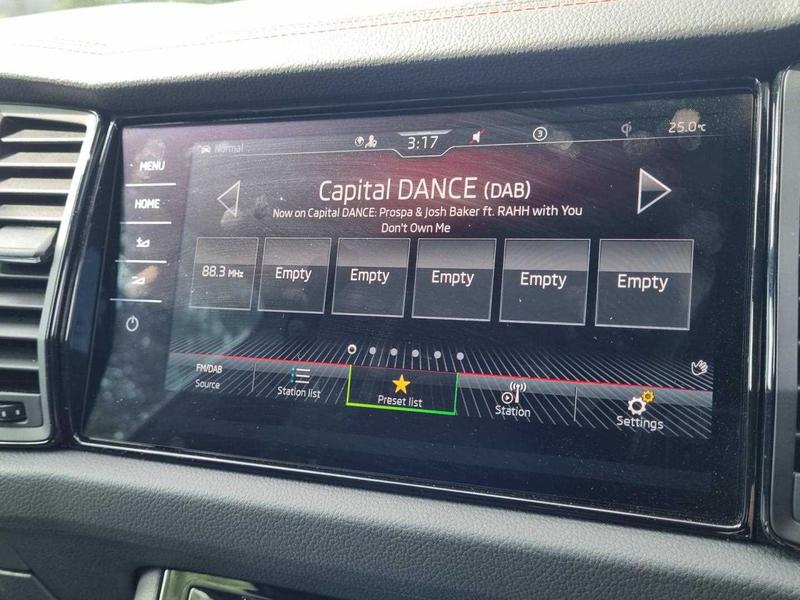 Normal
3:17
3
25.0°C
MENU
HOME
Capital DANCE (DAB)
Now on Capital DANCE: Prospa & Josh Baker ft. RAHH with You
Don't Own Me
88.3 MHz
Empty
Empty
Empty
Empty
Empty
FM/DAB
Source
Station list
Preset list
Station
Settings